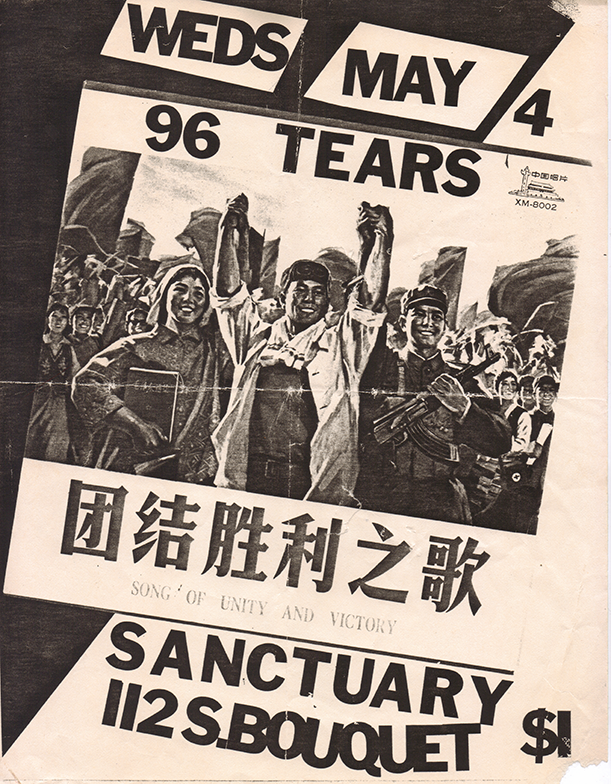 WEDS MAY 4
96 TEARS
中国唱片
XM-8002
团结胜利之歌
SONG OF UNITY AND VICTORY
SANCTUARY
112 S. BOUQUET $1